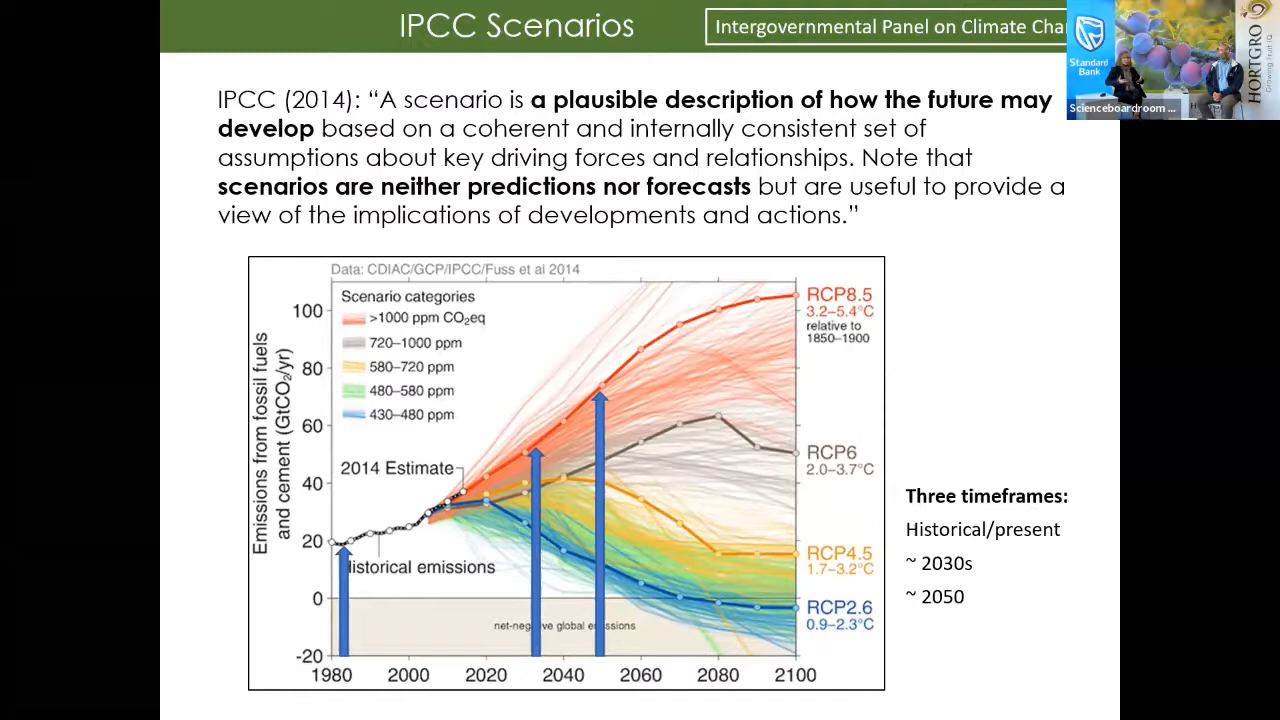 IPCC Scenarios
Intergovernmental Panel on Climate Cha
Standard
Bank
HORTGRO
Growing Fruit IQ
Scienceboardroom ...
IPCC (2014): “A scenario is a plausible description of how the future may
develop based on a coherent and internally consistent set of
assumptions about key driving forces and relationships. Note that
scenarios are neither predictions nor forecasts but are useful to provide a
view of the implications of developments and actions.”
Data: CDIAC/GCP/IPCC/Fuss et al 2014
Scenario categories
>1000 ppm CO₂eq
720–1000 ppm
580–720 ppm
480–580 ppm
430–480 ppm
Emissions from fossil fuels
and cement (GtCO₂/yr)
100
80
60
40
20
0
-20
1980 2000 2020 2040 2060 2080 2100
2014 Estimate
istorical emissions
net-neg ve global e ssions
RCP8.5
3.2–5.4°C
relative to
1850–1900
RCP6
2.0–3.7°C
RCP4.5
1.7–3.2°C
RCP2.6
0.9–2.3°C
Three timeframes:
Historical/present
~ 2030s
~ 2050